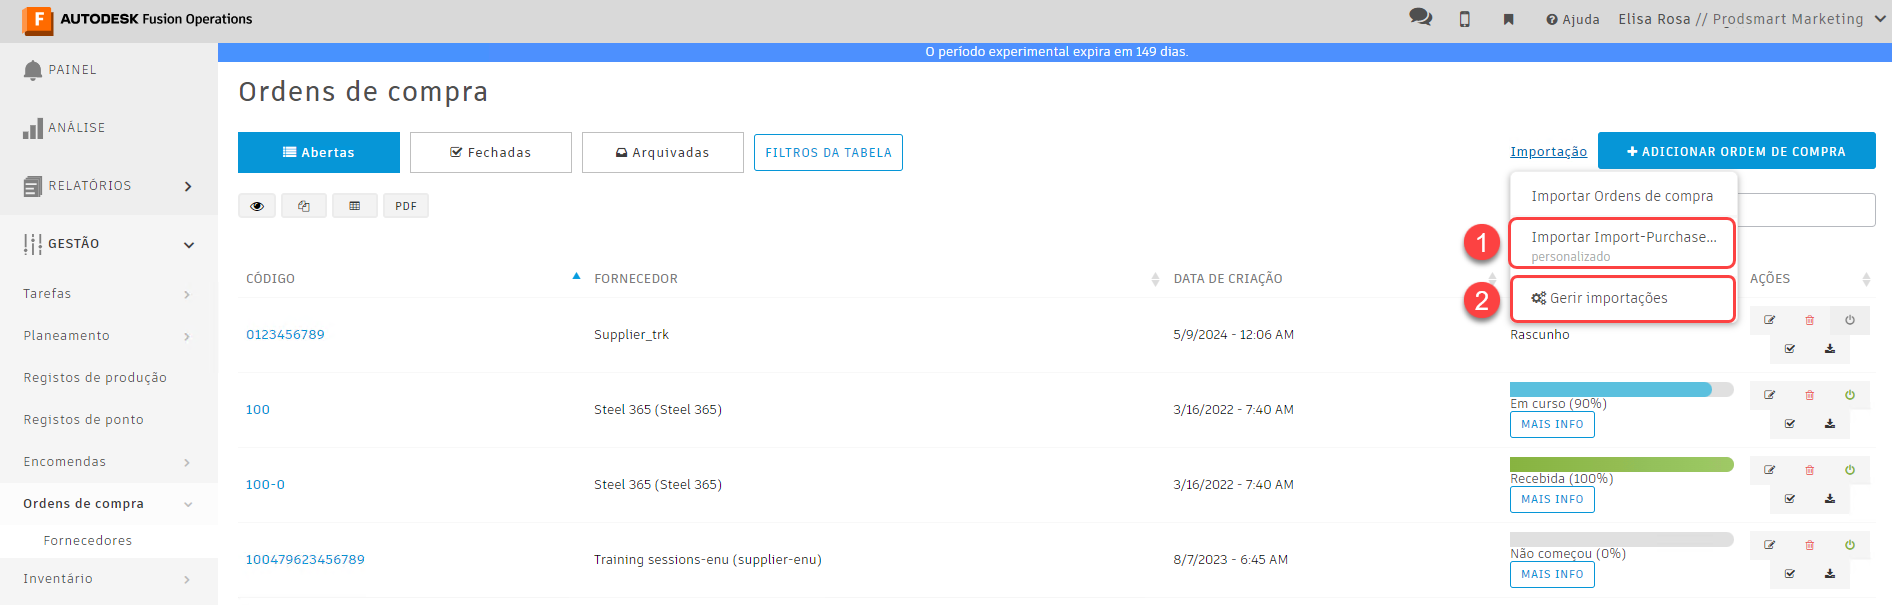 F AUTODESK Fusion Operations
Ajuda
Elisa Rosa // Prodsmart Marketing
O período experimental expira em 149 dias.
PAINEL
ANÁLISE
RELATÓRIOS
GESTÃO
Tarefas
Planeamento
Registos de produção
Registos de ponto
Encomendas
Ordens de compra
Fornecedores
Inventário
Ordens de compra
Abertas
Fechadas
Arquivadas
FILTROS DA TABELA
Importação
+ ADICIONAR ORDEM DE COMPRA
PDF
Importar Ordens de compra
1
Importar Import-Purchase...
personalizado
2
Gerir importações
CÓDIGO
FORNECEDOR
DATA DE CRIAÇÃO
AÇÕES
0123456789
Supplier_trk
5/9/2024 - 12:06 AM
Rascunho
100
Steel 365 (Steel 365)
3/16/2022 - 7:40 AM
Em curso (90%)
MAIS INFO
100-0
Steel 365 (Steel 365)
3/16/2022 - 7:40 AM
Recebida (100%)
MAIS INFO
100479623456789
Training sessions-enu (supplier-enu)
8/7/2023 - 6:45 AM
Não começou (0%)
MAIS INFO